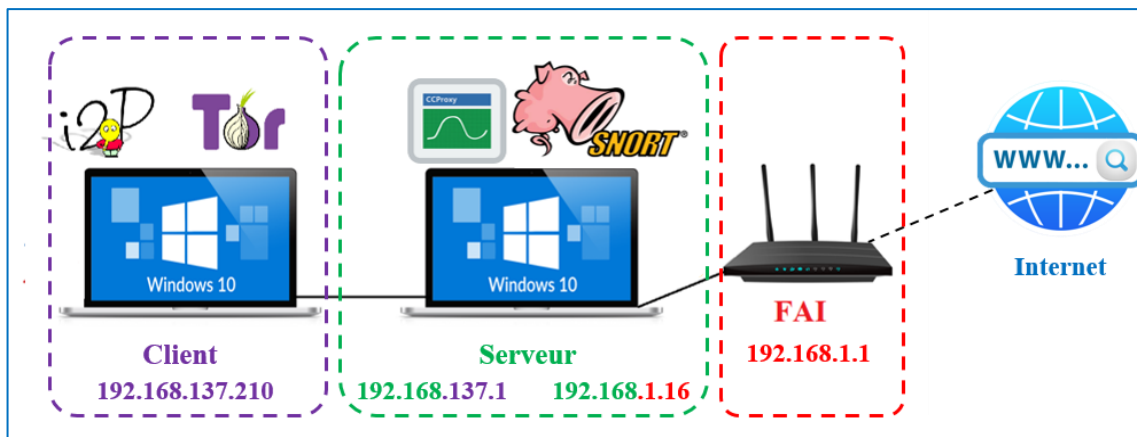 i2P
Tor
CCProxy
SNORT®
Windows 10
Windows 10
WWW...
Internet
Client
192.168.137.210
Serveur
192.168.137.1 192.168.1.16
FAI
192.168.1.1